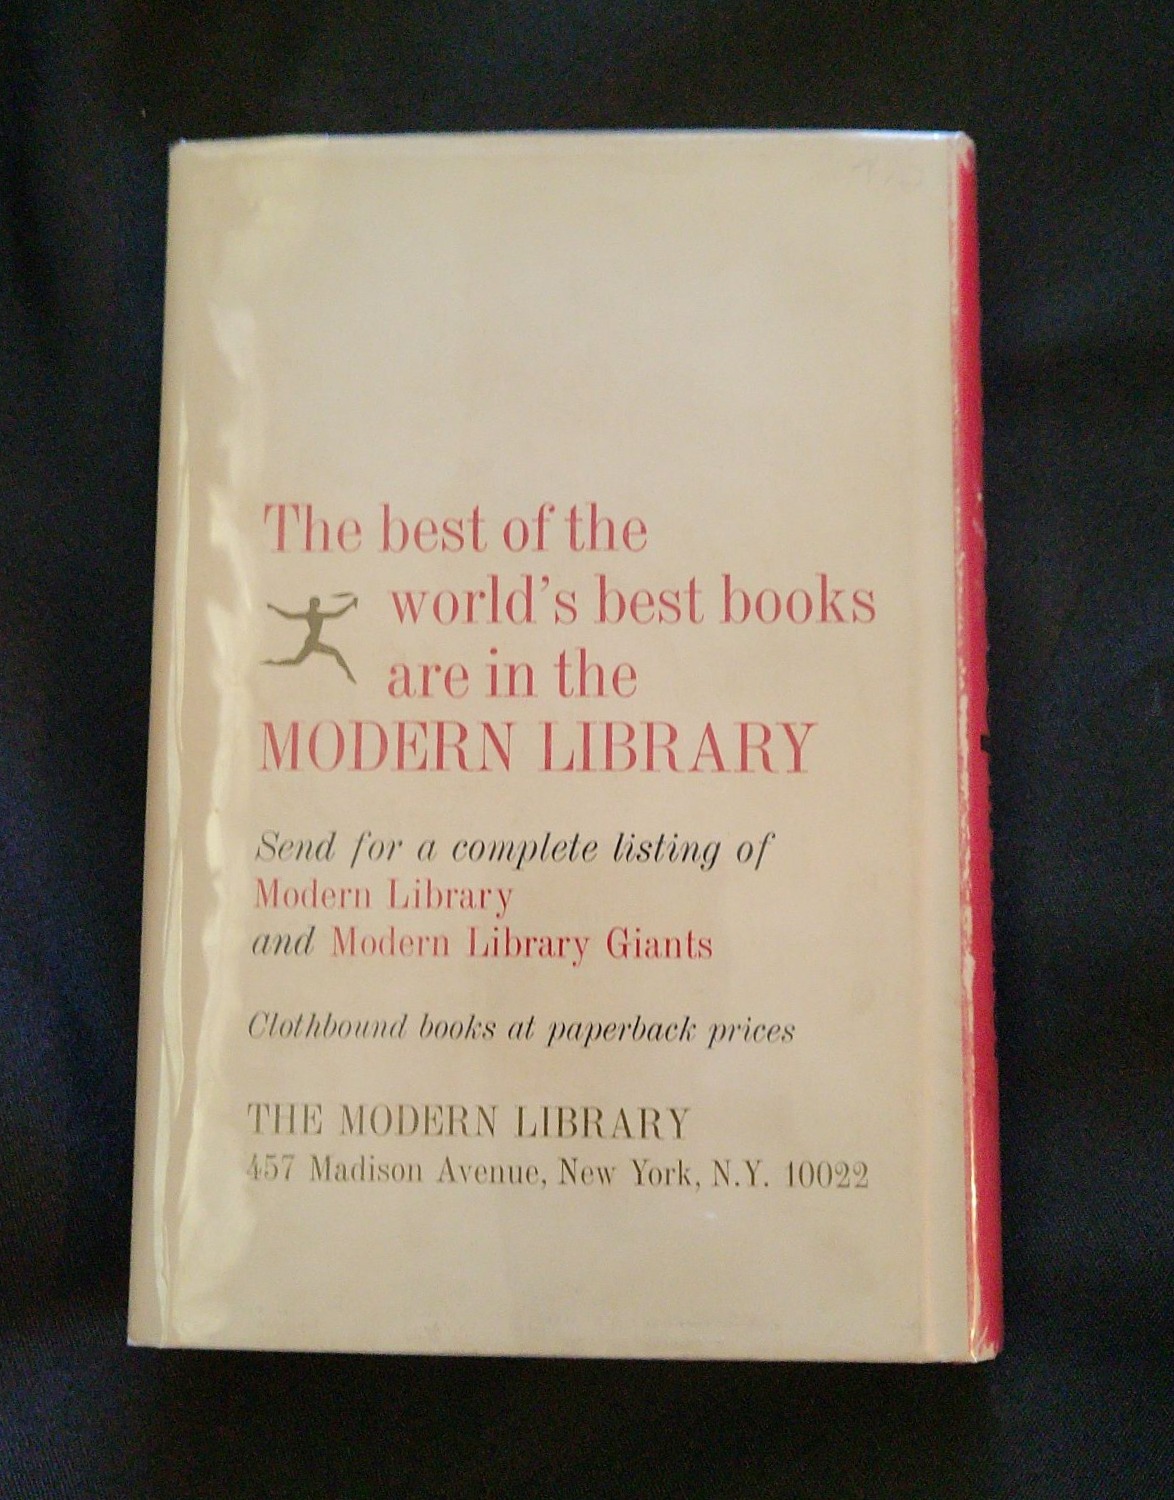 The best of the
world's best books
are in the
MODERN LIBRARY
Send for a complete listing of
Modern Library
and Modern Library Giants
Clothbound books at paperback prices
THE MODERN LIBRARY
457 Madison Avenue, New York, N.Y. 10022